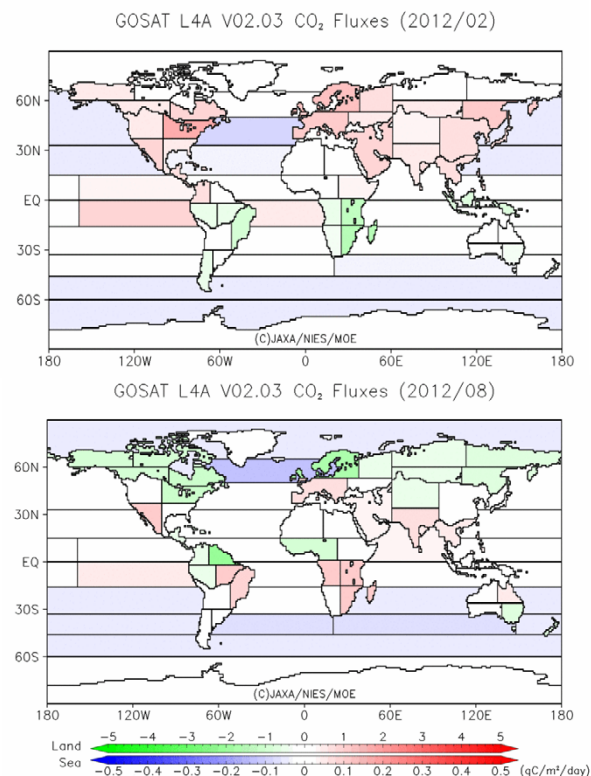 GOSAT L4A V02.03 CO₂ Fluxes (2012/02)
60N
30N
EQ
30S
60S
(C)JAXA/NIES/MOE
180 120W 60W 0 60E 120E 180
GOSAT L4A V02.03 CO₂ Fluxes (2012/08)
60N
30N
EQ
30S
60S
(C)JAXA/NIES/MOE
180 120W 60W 0 60E 120E 180
Land -5 -4 -3 -2 -1 0 1 2 3 4 5
Sea -0.5 -0.4 -0.3 -0.2 -0.1 0 0.1 0.2 0.3 0.4 0.5 (gC/m²/day)